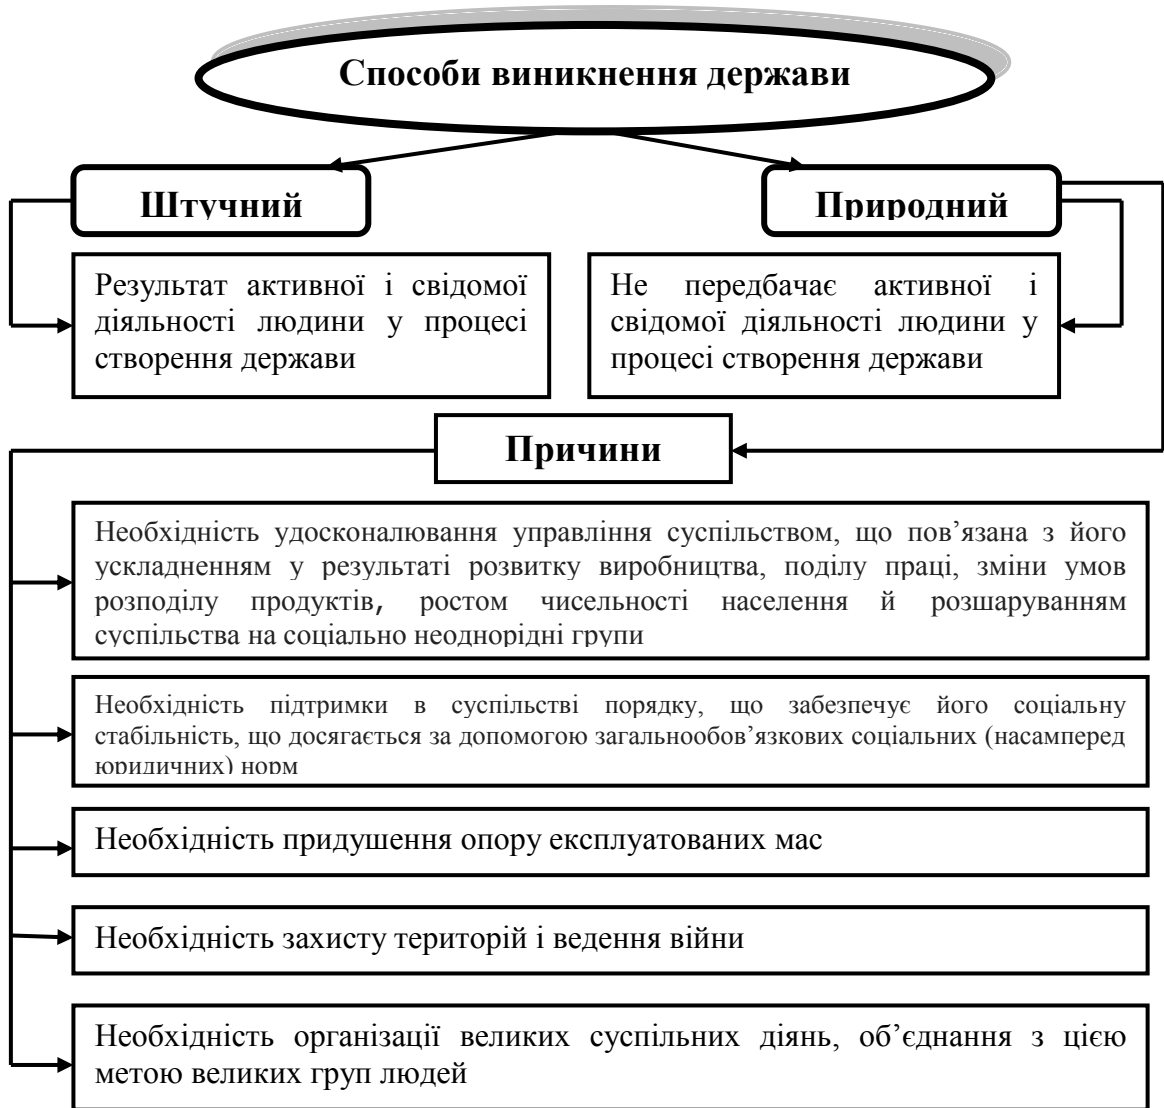 Способи виникнення держави
Штучний
Природний
Результат активної і свідомої
діяльності людини у процесі
створення держави
Не передбачає активної і
свідомої діяльності людини у
процесі створення держави
Причини
Необхідність удосконалювання управління суспільством, що пов’язана з його
ускладненням у результаті розвитку виробництва, поділу праці, зміни умов
розподілу продуктів, ростом чисельності населення й розшаруванням
суспільства на соціально неоднорідні групи
Необхідність підтримки в суспільстві порядку, що забезпечує його соціальну
стабільність, що досягається за допомогою загальнообов’язкових соціальних (насамперед
юридичних) норм
Необхідність придушення опору експлуатованих мас
Необхідність захисту територій і ведення війни
Необхідність організації великих суспільних діянь, об’єднання з цією
метою великих груп людей